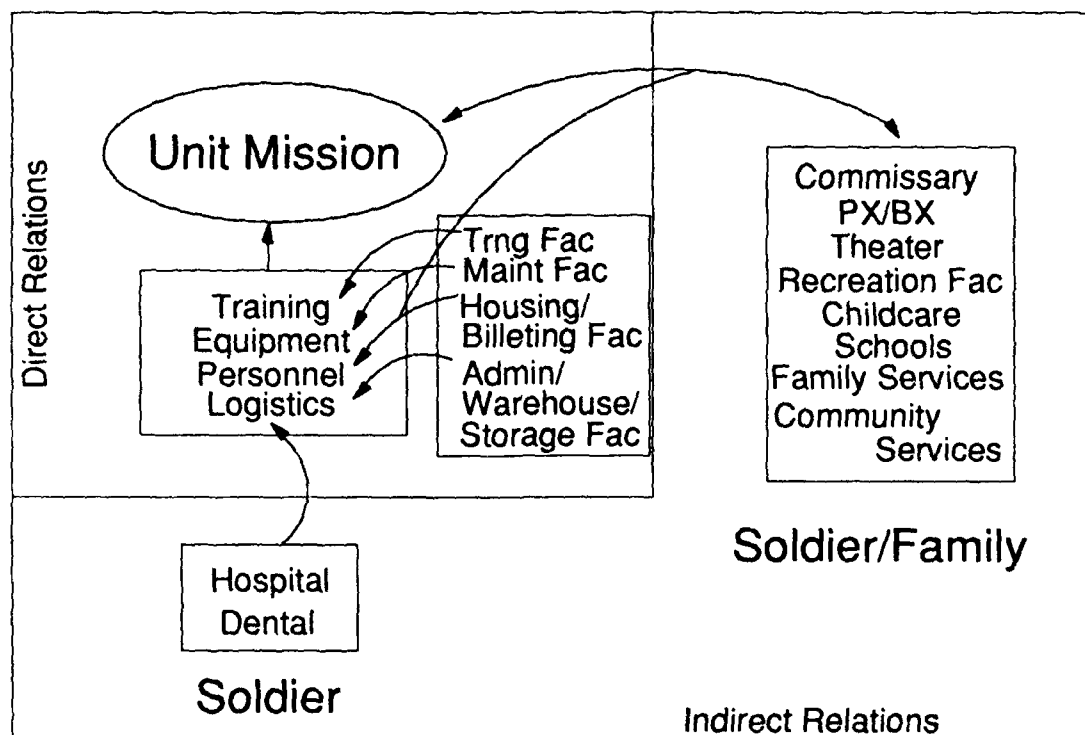 Direct Relations
Unit Mission
Training
Equipment
Personnel
Logistics
Trng Fac
Maint Fac
Housing/
Billeting Fac
Admin/
Warehouse/
Storage Fac
Commissary
PX/BX
Theater
Recreation Fac
Childcare
Schools
Family Services
Community
Services
Soldier/Family
Hospital
Dental
Soldier
Indirect Relations